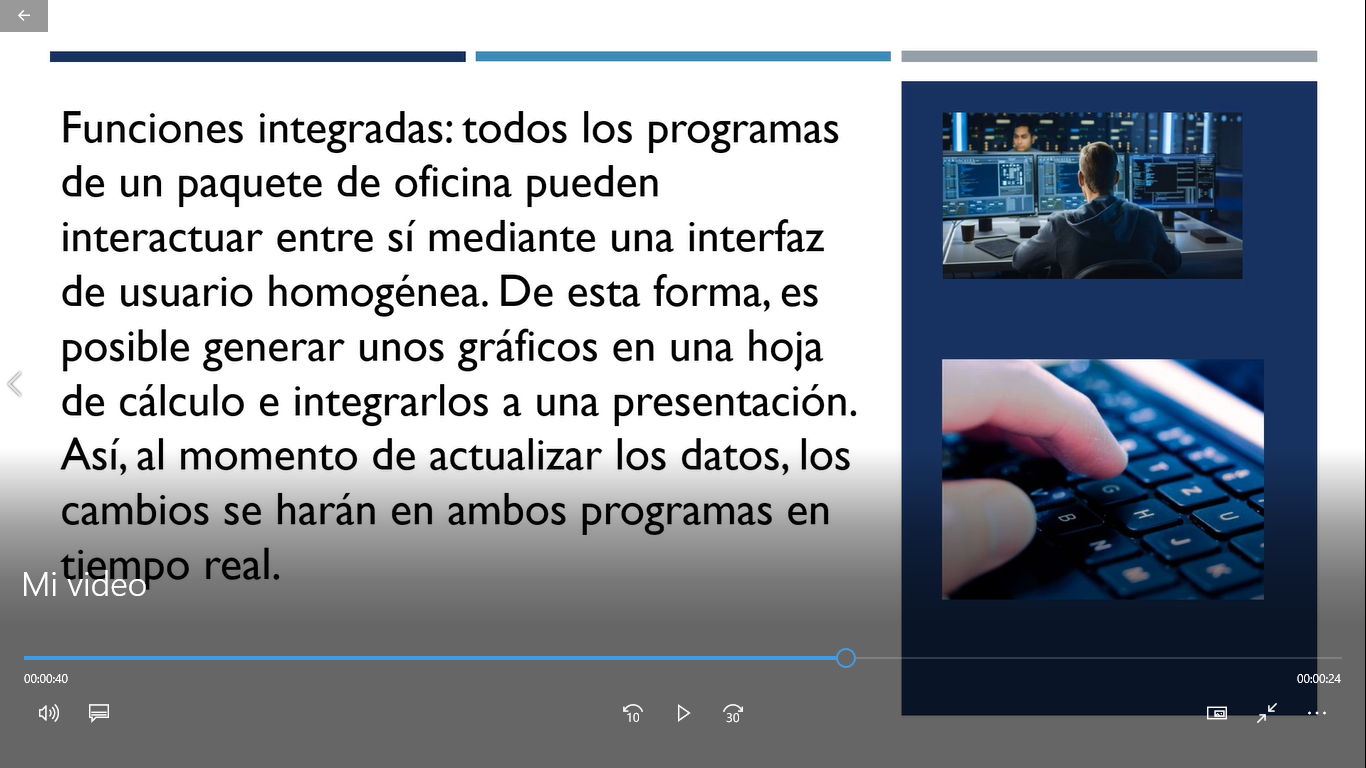 Funciones integradas: todos los programas
de un paquete de oficina pueden
interactuar entre sí mediante una interfaz
de usuario homogénea. De esta forma, es
posible generar unos gráficos en una hoja
de cálculo e integrarlos a una presentación.
Así, al momento de actualizar los datos, los
cambios se harán en ambos programas en
tiempo real.
Mi video
00:00:40
00:00:24
10
30
G
T
Z
U
B
H
J
N
M
K